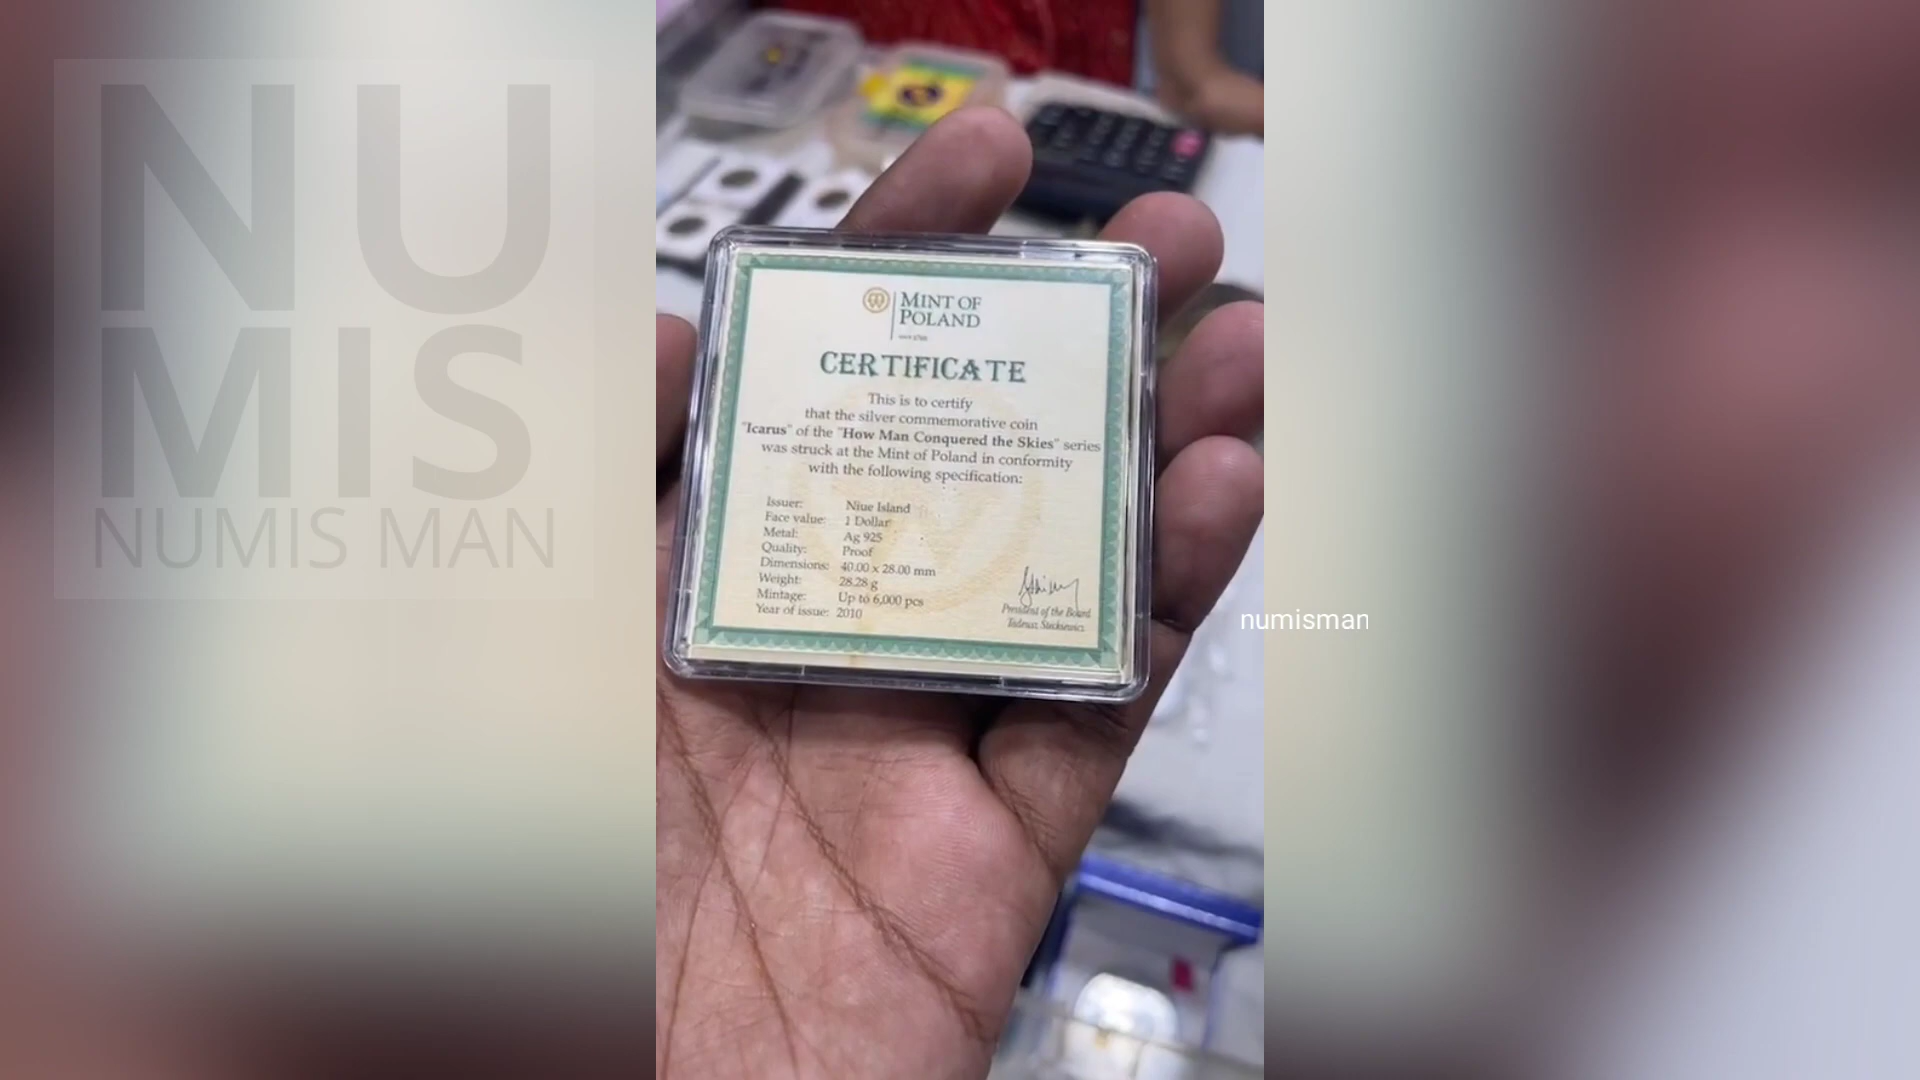 NU
MIS
NUMIS MAN
MINT OF
POLAND
CERTIFICATE
This is to certify
that the silver commemorative coin
"Icarus" of the "How Man Conquered the Skies" series
was struck at the Mint of Poland in conformity
with the following specification:
Issuer: Niue Island
Face value: 1 Dollar
Metal: Ag 925
Quality: Proof
Dimensions: 40.00 x 28.00 mm
Weight: 28.28 g
Mintage: Up to 6,000 pcs
Year of issue: 2010
President of the Board
numisman